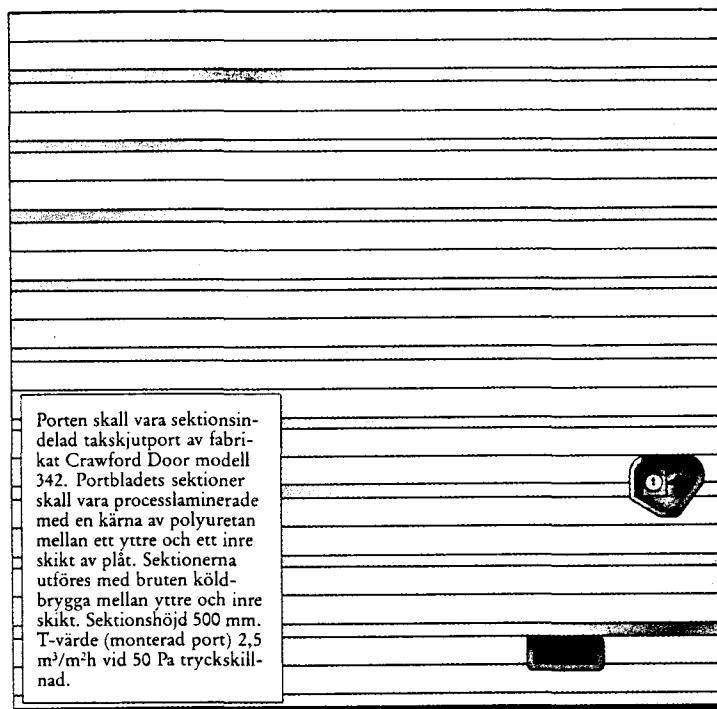 Porten skall vara sektionsin-
delad takskjutport av fabri-
kat Crawford Door modell
342. Portbladets sektioner
skall vara processlaminerade
med en kärna av polyuretan
mellan ett yttre och ett inre
skikt av plåt. Sektionerna
utföres med bruten köld-
brygga mellan yttre och inre
skikt. Sektionshöjd 500 mm.
T-värde (monterad port) 2,5
m³/m²h vid 50 Pa tryckskill-
nad.